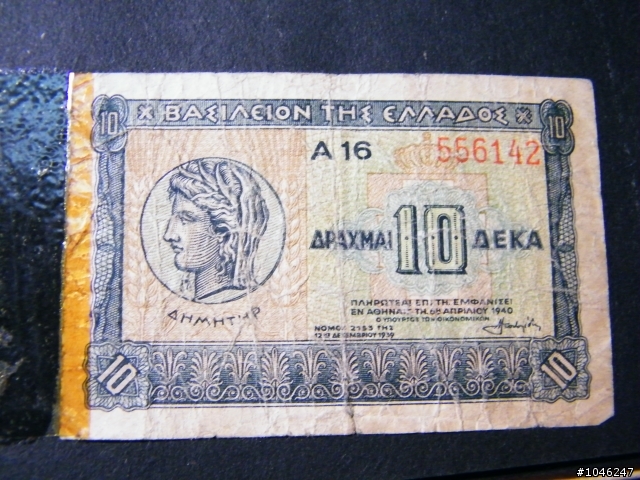 10 × ΒΑΣΙΛΕΙΟΝ ΤΗΣ ΕΛΛΑΔΟΣ × 10
Α 16 556142
ΔΡΑΧΜΑΙ 10 ΔΕΚΑ
ΔΗΜΗΤΗΡ
ΠΛΗΡΩΤΕΑΙ ΕΠΙ ΤΗ ΕΜΦΑΝΙΣΕΙ
ΕΝ ΑΘΗΝΑΙΣ ΤΗ 6Η ΑΠΡΙΛΙΟΥ 1940
Ο ΥΠΟΥΡΓΟΣ ΤΩΝ ΟΙΚΟΝΟΜΙΚΩΝ
ΝΟΜΟΣ 2155 ΤΗΣ
12ΗΣ ΔΕΚΕΜΒΡΙΟΥ 1939
10 10
#1046247